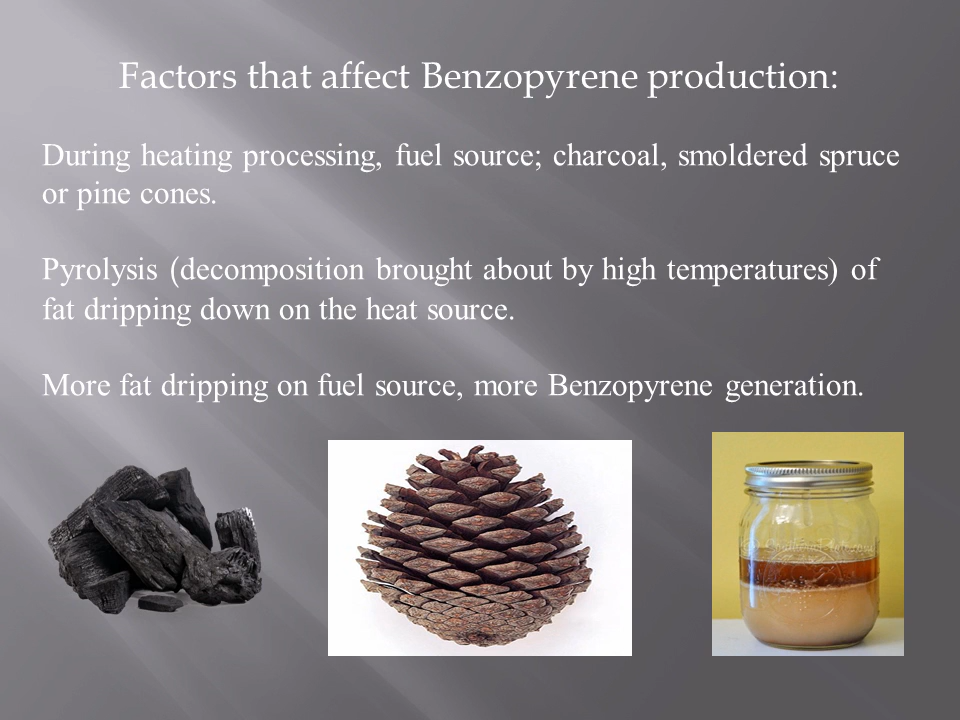 Factors that affect Benzopyrene production:
During heating processing, fuel source; charcoal, smoldered spruce
or pine cones.
Pyrolysis (decomposition brought about by high temperatures) of
fat dripping down on the heat source.
More fat dripping on fuel source, more Benzopyrene generation.